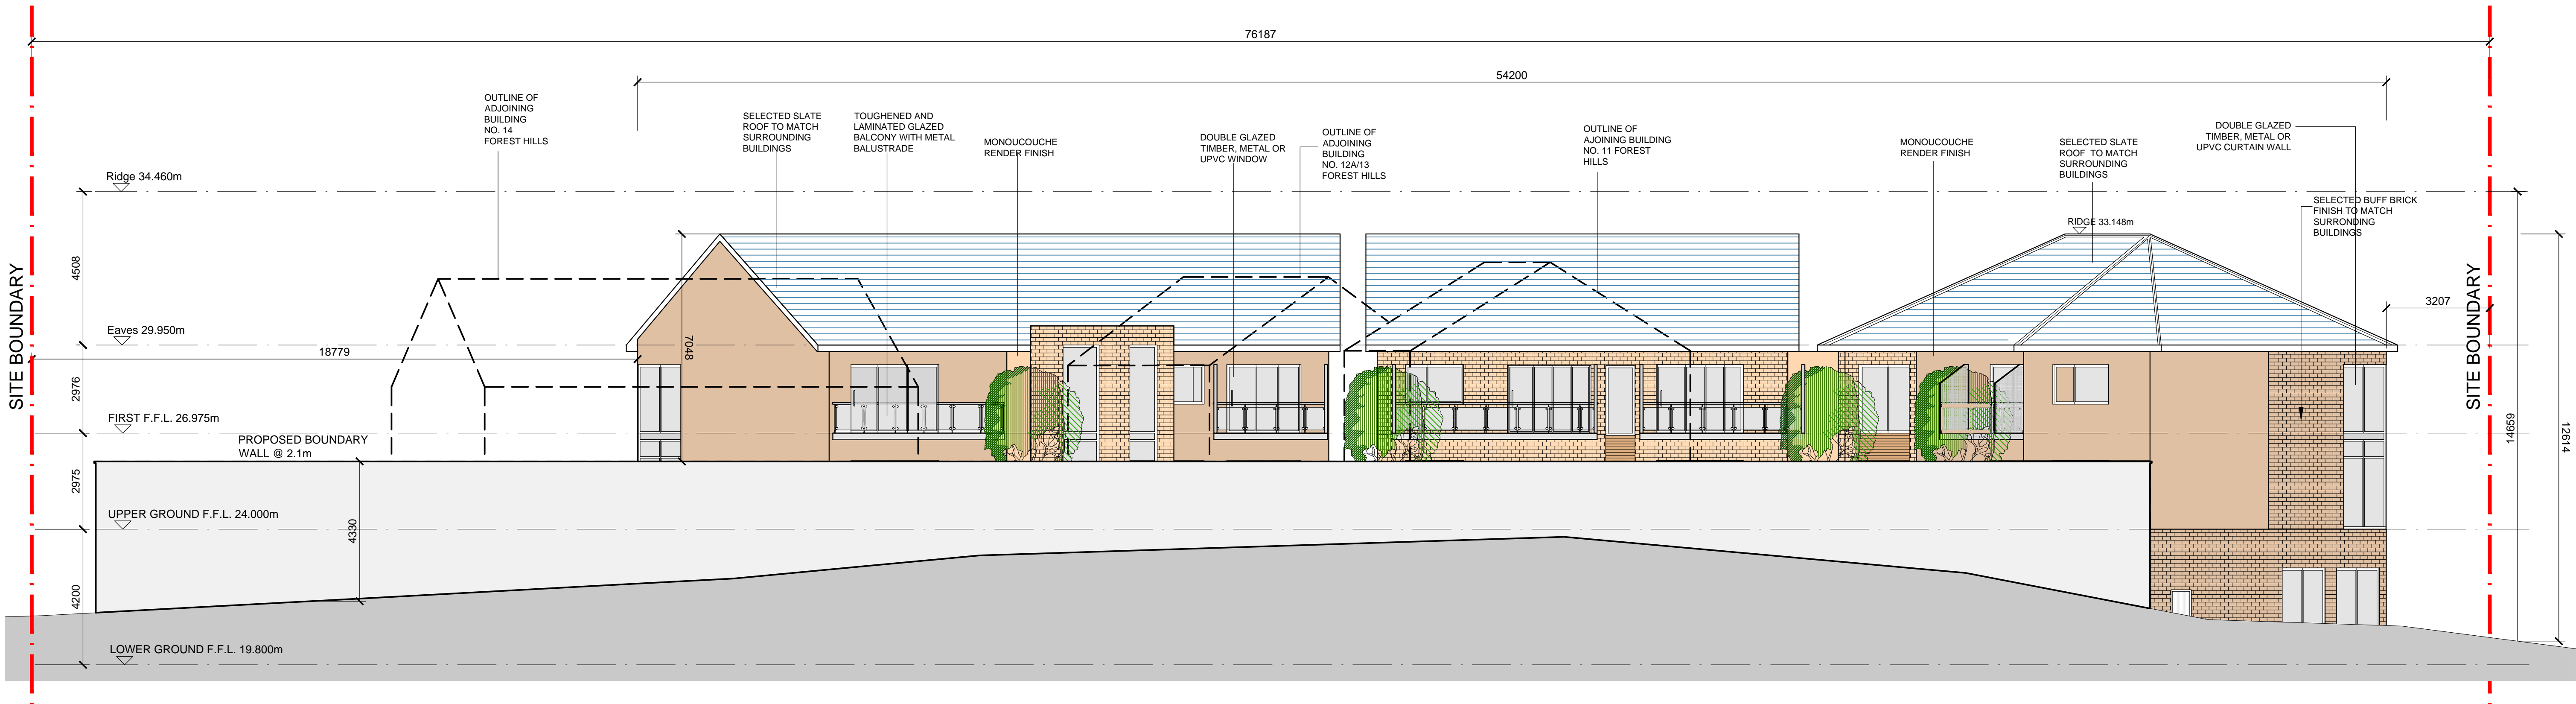 76187
54200
OUTLINE OF
ADJOINING
BUILDING
NO. 14
FOREST HILLS
SELECTED SLATE
ROOF TO MATCH
SURROUNDING
BUILDINGS
TOUGHENED AND
LAMINATED GLAZED
BALCONY WITH METAL
BALUSTRADE
MONOUCOUCHE
RENDER FINISH
DOUBLE GLAZED
TIMBER, METAL OR
UPVC WINDOW
OUTLINE OF
ADJOINING
BUILDING
NO. 12A/13
FOREST HILLS
OUTLINE OF
AJOINING BUILDING
NO. 11 FOREST
HILLS
MONOUCOUCHE
RENDER FINISH
SELECTED SLATE
ROOF TO MATCH
SURROUNDING
BUILDINGS
DOUBLE GLAZED
TIMBER, METAL OR
UPVC CURTAIN WALL
SELECTED BUFF BRICK
FINISH TO MATCH
SURRONDING
BUILDINGS
Ridge 34.460m
RIDGE 33.148m
SITE BOUNDARY
4508
Eaves 29.950m
18779
7048
3207
SITE BOUNDARY
2976
FIRST F.F.L. 26.975m
PROPOSED BOUNDARY
WALL @ 2.1m
14659
12614
2975
UPPER GROUND F.F.L. 24.000m
4330
4200
LOWER GROUND F.F.L. 19.800m